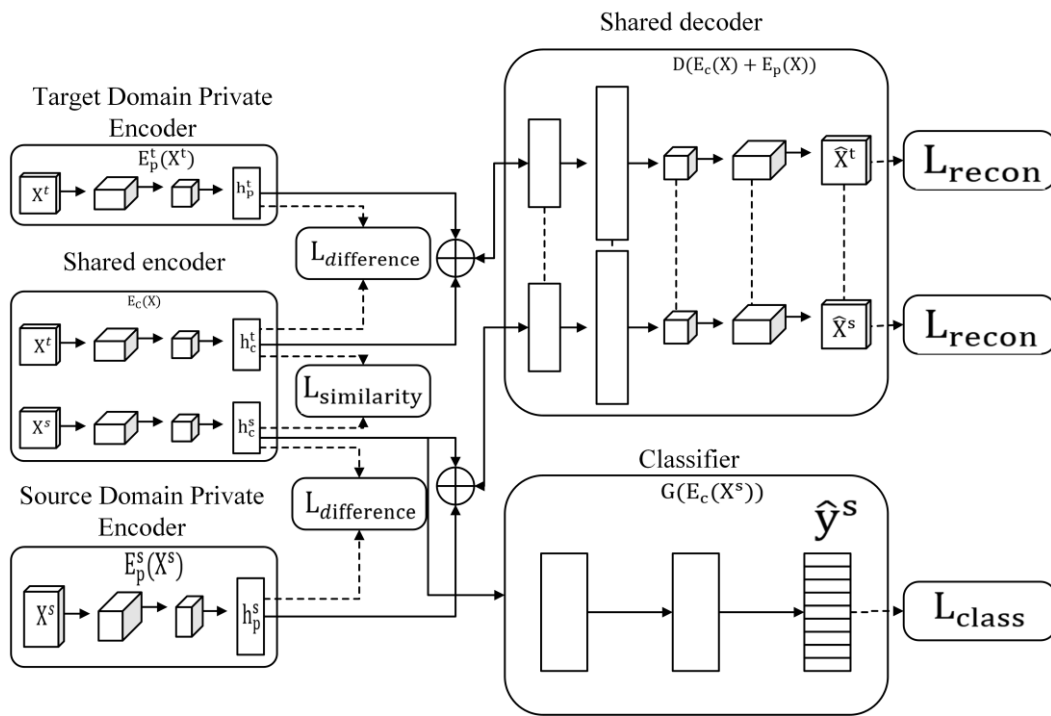 Target Domain Private
Encoder
E_p^t(X^t)
X^t
h_p^t
L_difference
Shared encoder
E_C(X)
X^t
h_c^t
L_similarity
X^s
h_c^s
Source Domain Private
Encoder
E_p^s(X^s)
X^s
h_p^s
L_difference
Shared decoder
D(E_c(X) + E_p(X))
X̂^t
L_recon
X̂^s
L_recon
Classifier
G(E_c(X^s))
ŷ^s
L_class